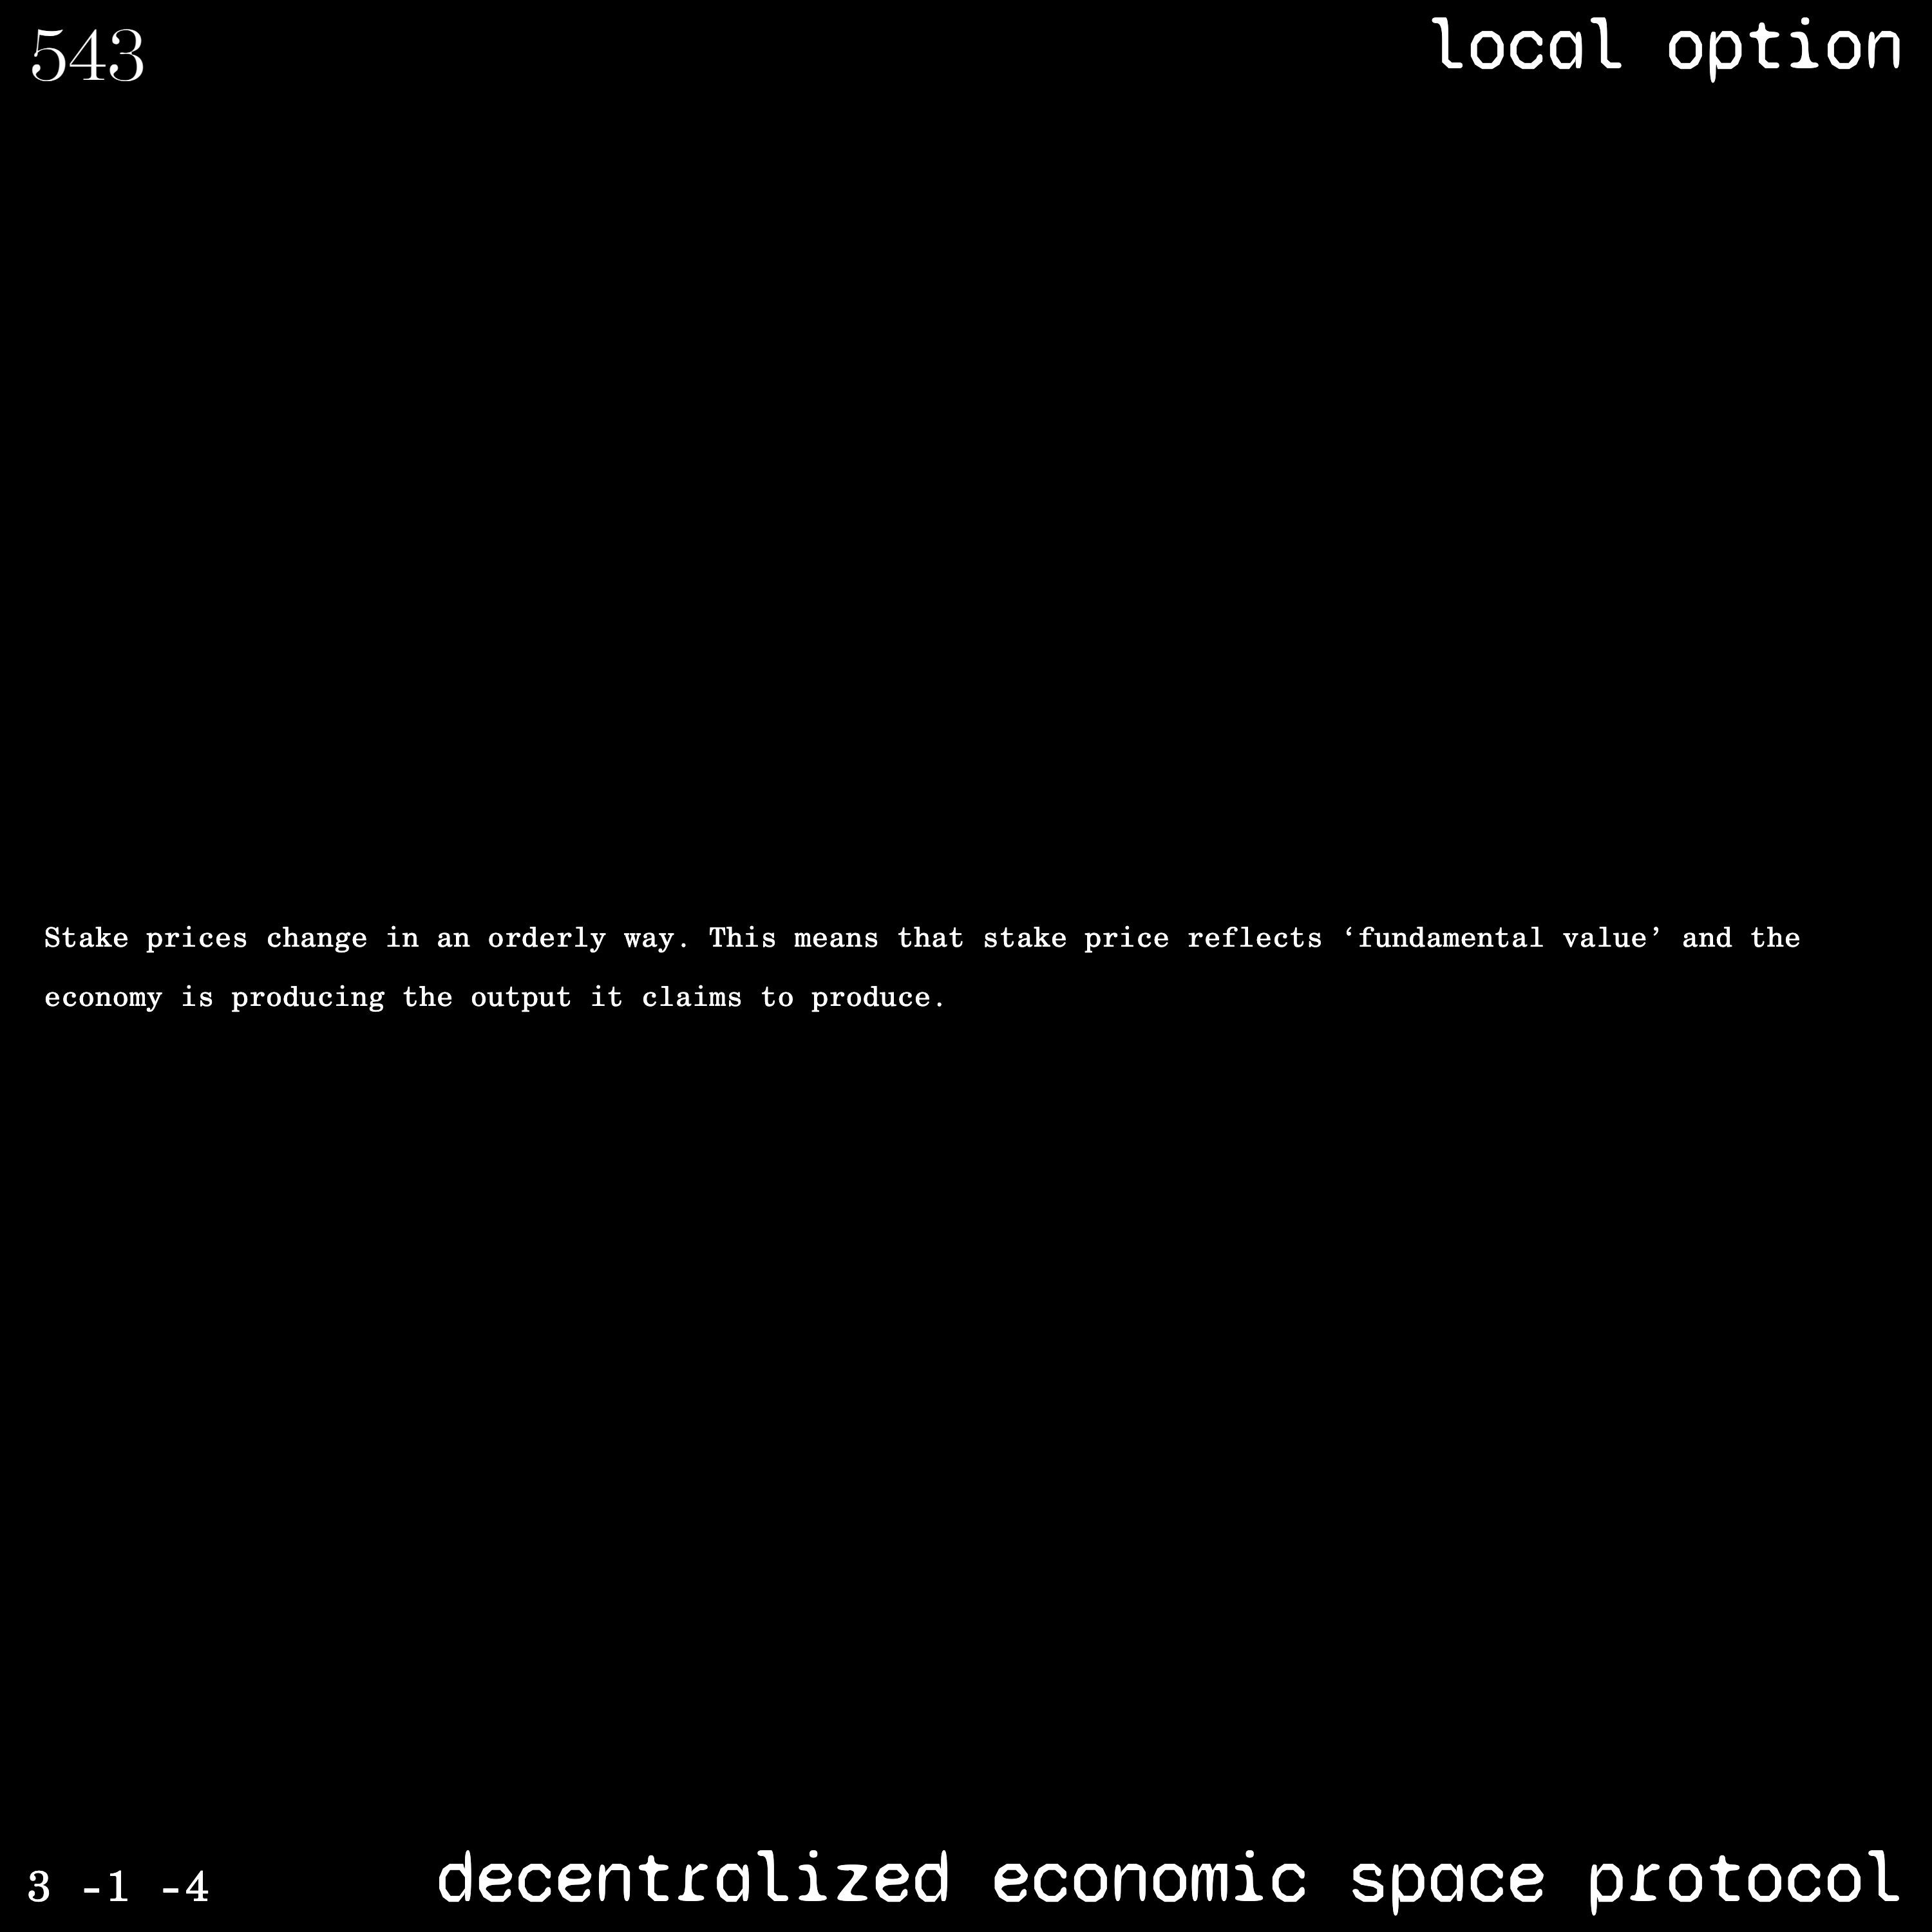 543
local option
Stake prices change in an orderly way. This means that stake price reflects ‘fundamental value’ and the
economy is producing the output it claims to produce.
3 -1 -4
decentralized economic space protocol